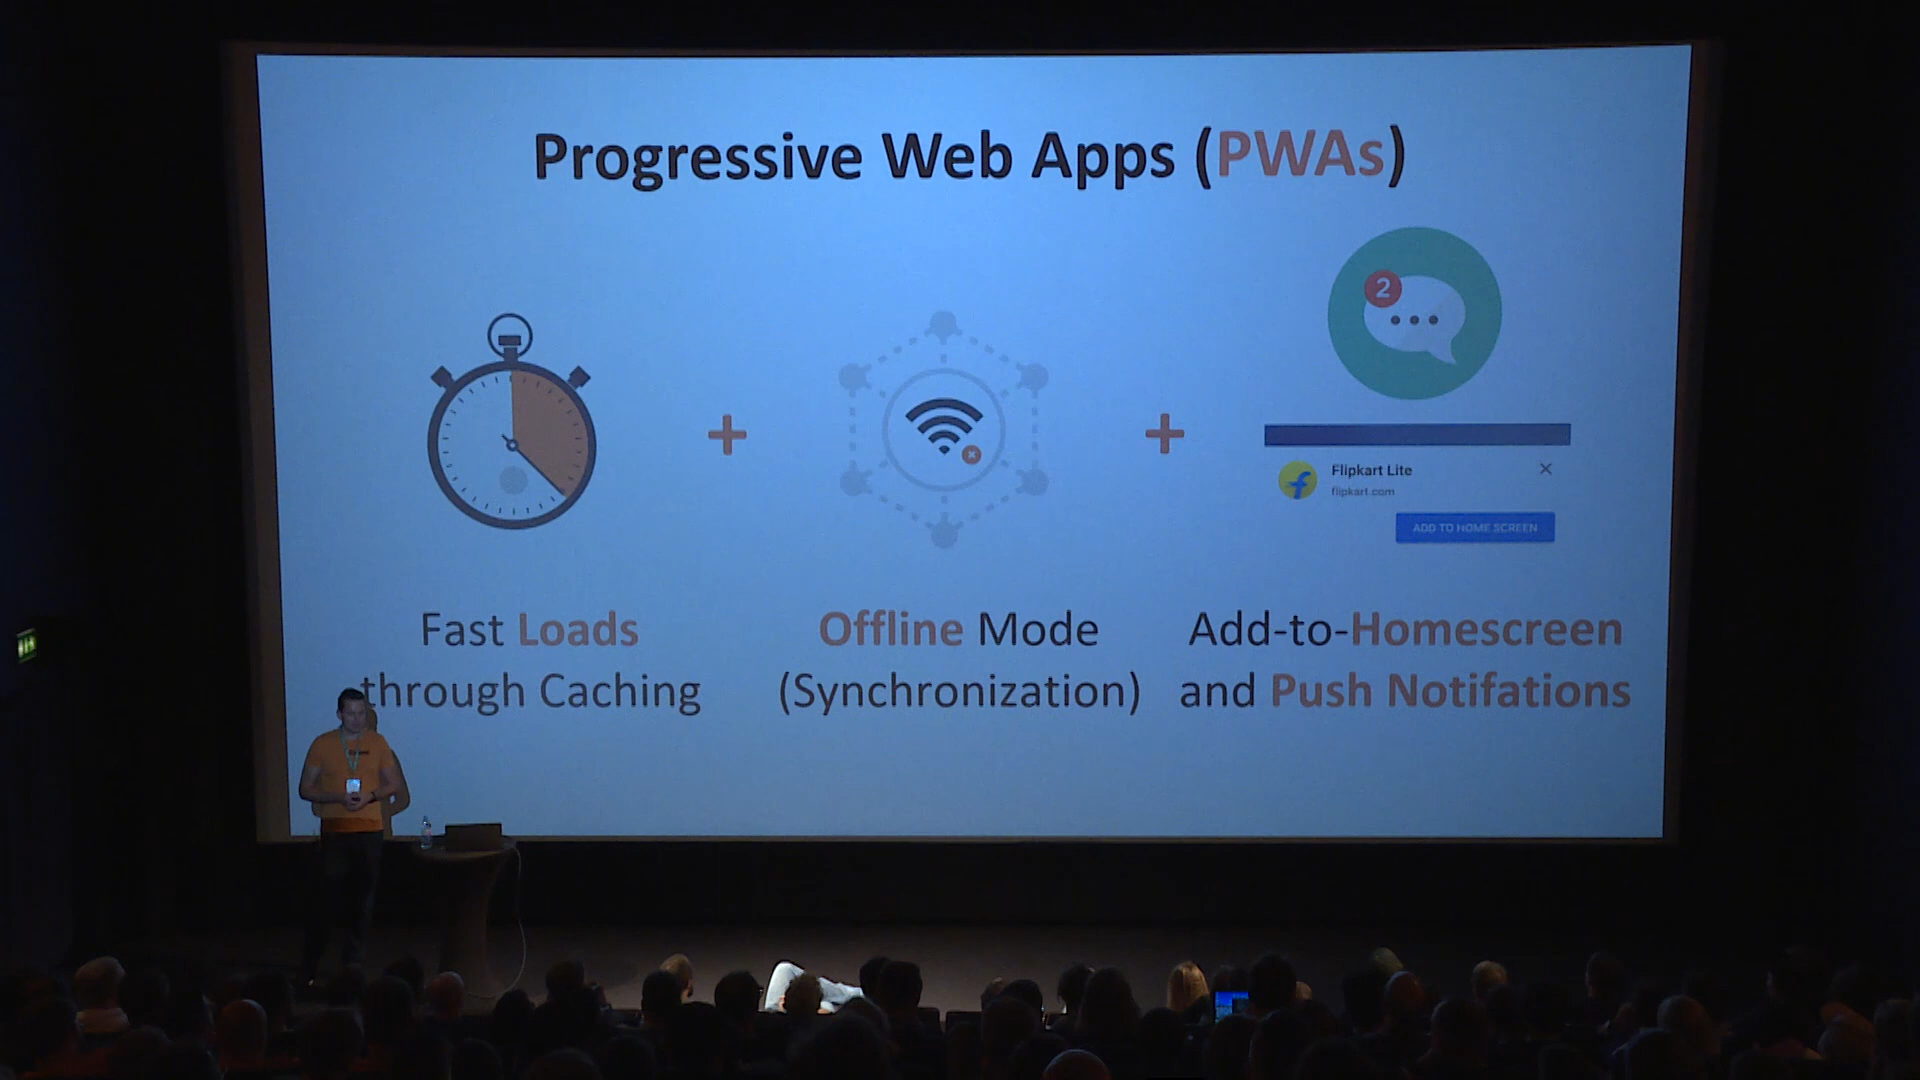 Progressive Web Apps (PWAs)
2
Flipkart Lite
flipkart.com
ADD TO HOME SCREEN
Fast Loads
through Caching
Offline Mode
(Synchronization)
Add-to-Homescreen
and Push Notifations